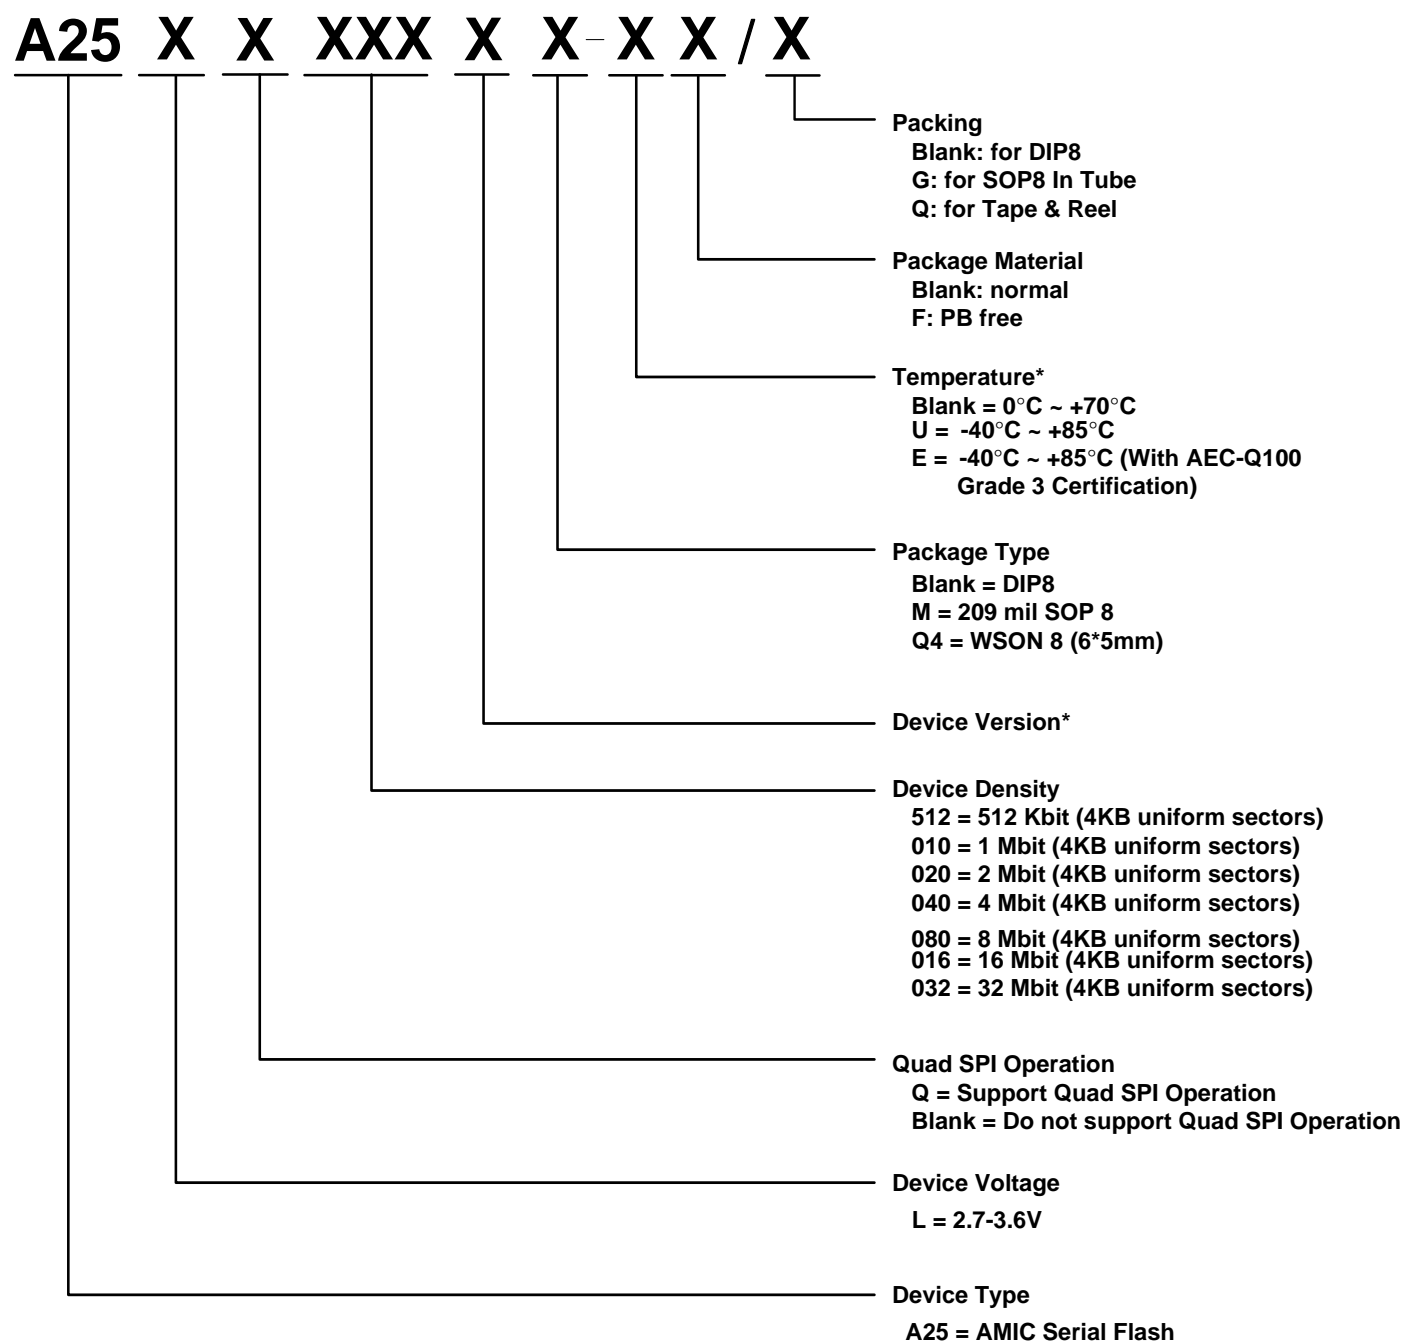 A25 X X XXX X X-X X / X
Packing
Blank: for DIP8
G: for SOP8 In Tube
Q: for Tape & Reel
Package Material
Blank: normal
F: PB free
Temperature*
Blank = 0°C ~ +70°C
U = -40°C ~ +85°C
E = -40°C ~ +85°C (With AEC-Q100
Grade 3 Certification)
Package Type
Blank = DIP8
M = 209 mil SOP 8
Q4 = WSON 8 (6*5mm)
Device Version*
Device Density
512 = 512 Kbit (4KB uniform sectors)
010 = 1 Mbit (4KB uniform sectors)
020 = 2 Mbit (4KB uniform sectors)
040 = 4 Mbit (4KB uniform sectors)
080 = 8 Mbit (4KB uniform sectors)
016 = 16 Mbit (4KB uniform sectors)
032 = 32 Mbit (4KB uniform sectors)
Quad SPI Operation
Q = Support Quad SPI Operation
Blank = Do not support Quad SPI Operation
Device Voltage
L = 2.7-3.6V
Device Type
A25 = AMIC Serial Flash